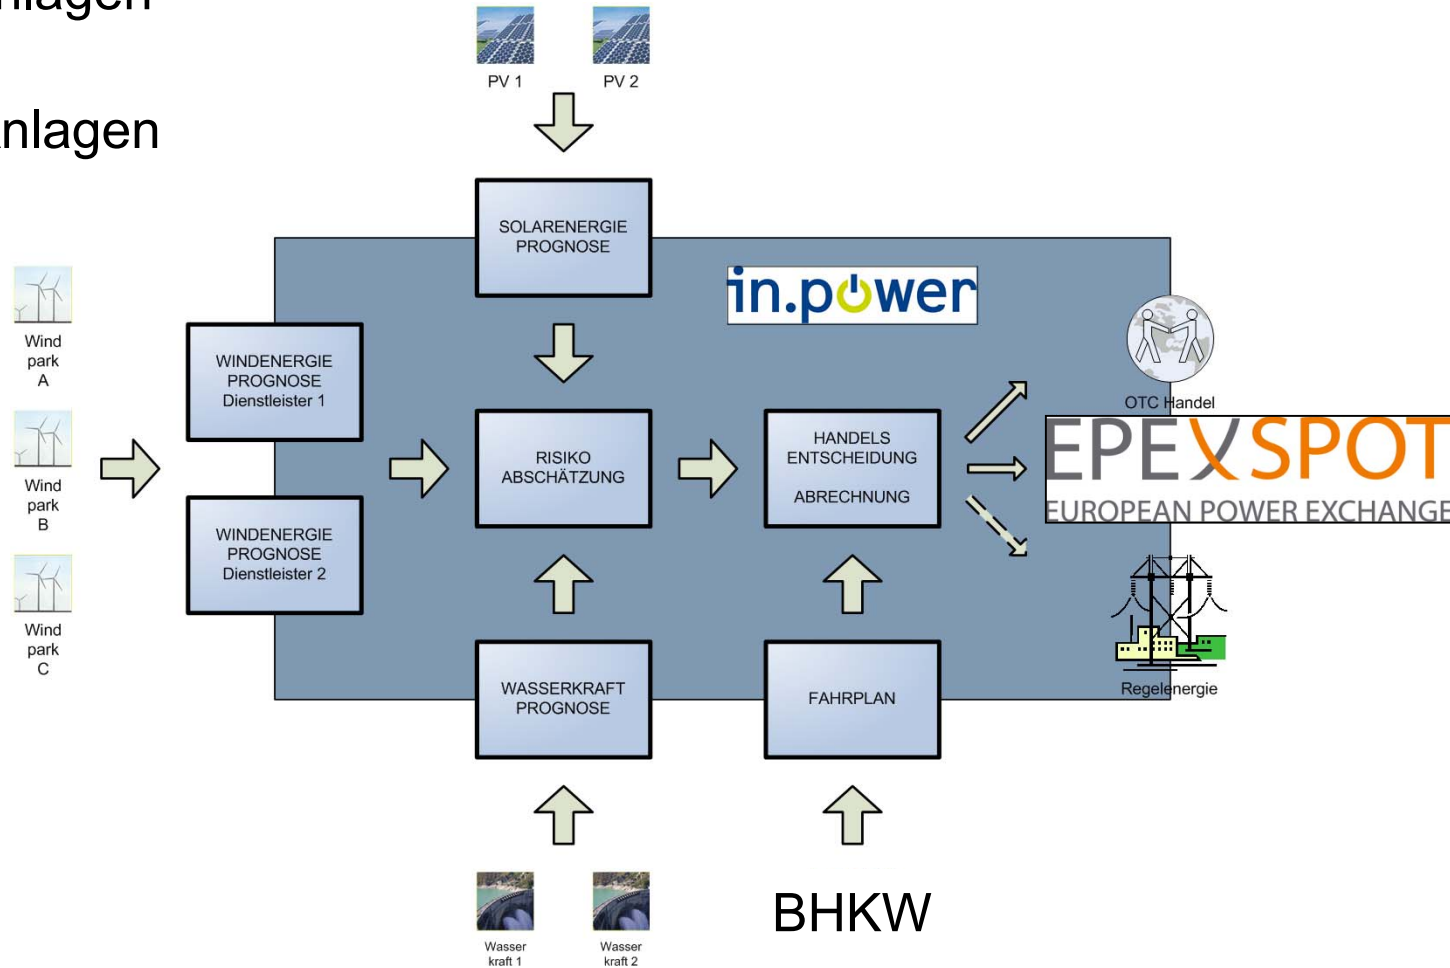 nlagen
nlagen
PV 1
PV 2
SOLARENERGIE
PROGNOSE
in.power
Wind
park
A
WINDENERGIE
PROGNOSE
Dienstleister 1
OTC Handel
Wind
park
B
RISIKO
ABSCHÄTZUNG
HANDELS
ENTSCHEIDUNG
ABRECHNUNG
EPEXSPOT
EUROPEAN POWER EXCHANGE
WINDENERGIE
PROGNOSE
Dienstleister 2
Wind
park
C
WASSERKRAFT
PROGNOSE
FAHRPLAN
Regelenergie
Wasser
kraft 1
Wasser
kraft 2
BHKW